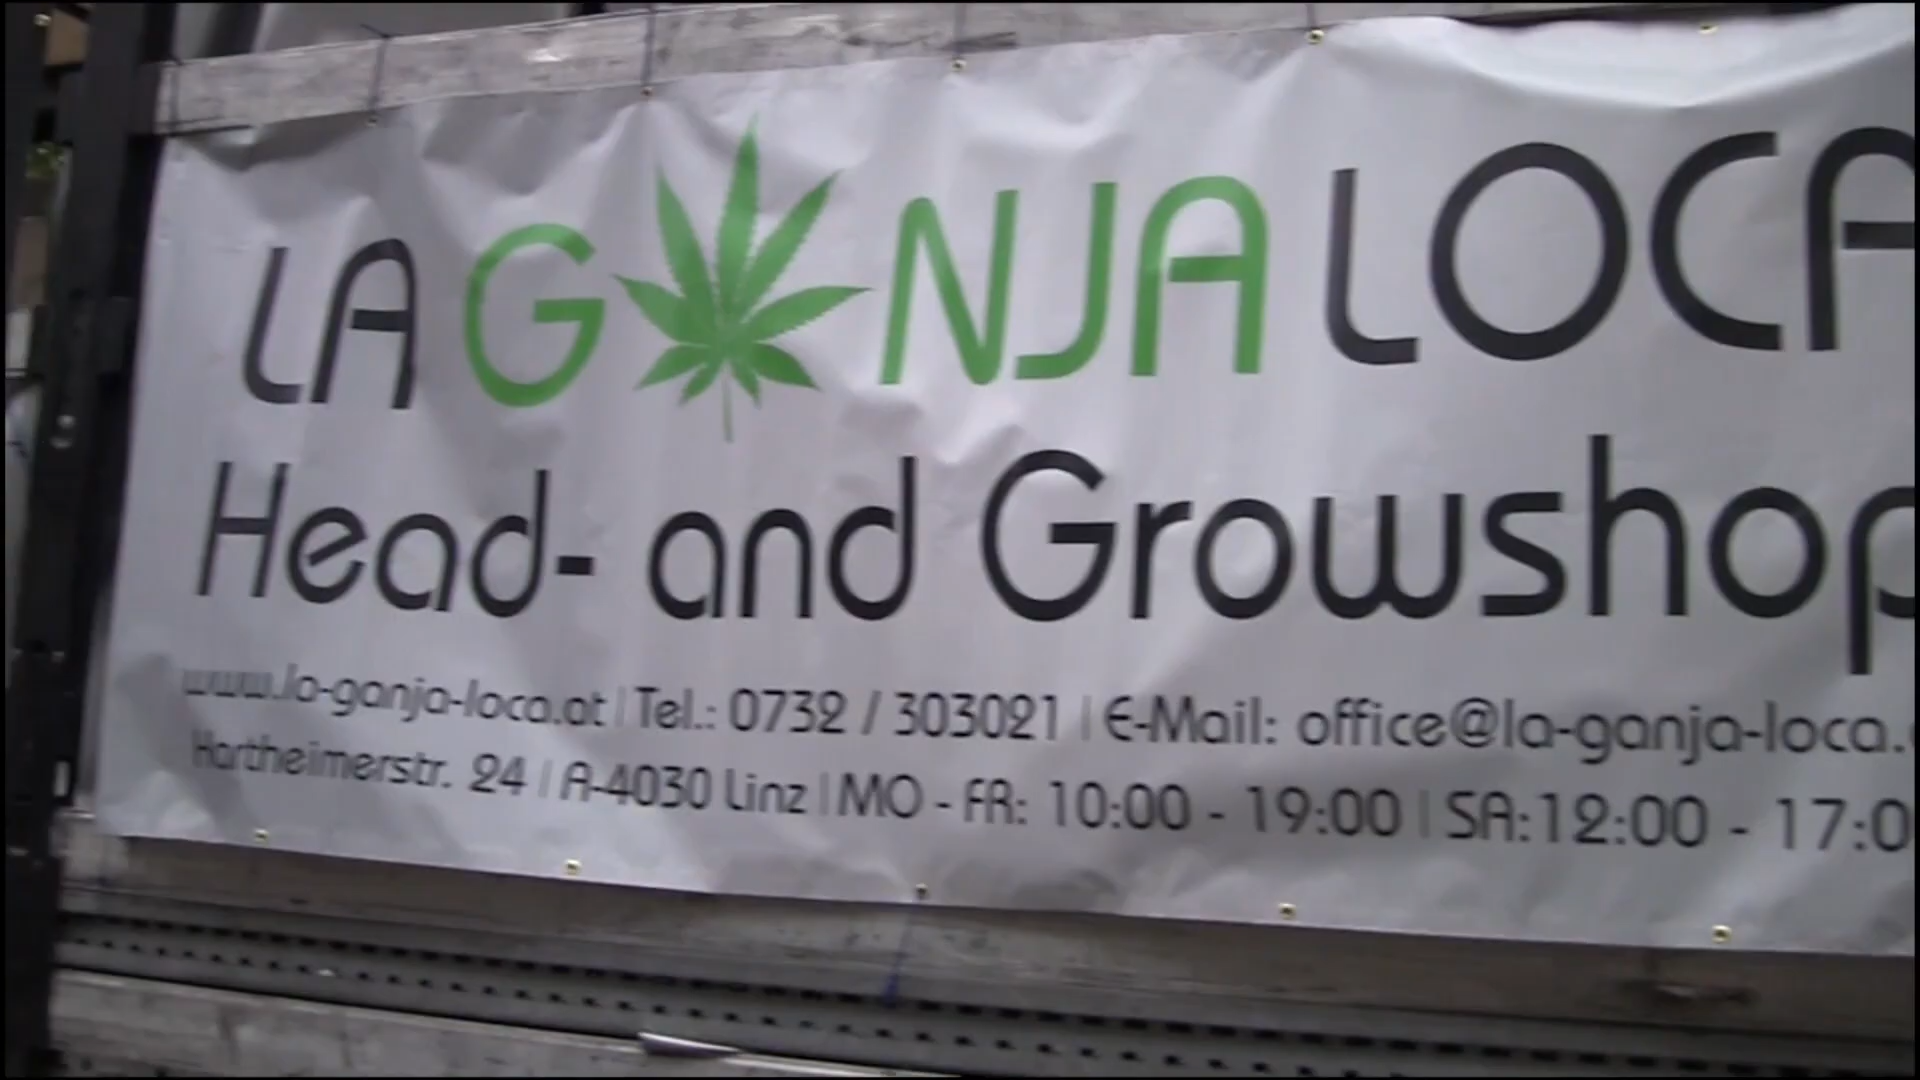 LA GANJA LOCA
Head- and Growshop
www.la-ganja-loca.at | Tel.: 0732 / 303021 | E-Mail: office@la-ganja-loca.
Hartheimerstr. 24 | A-4030 Linz | MO - FR: 10:00 - 19:00 | SA:12:00 - 17:0